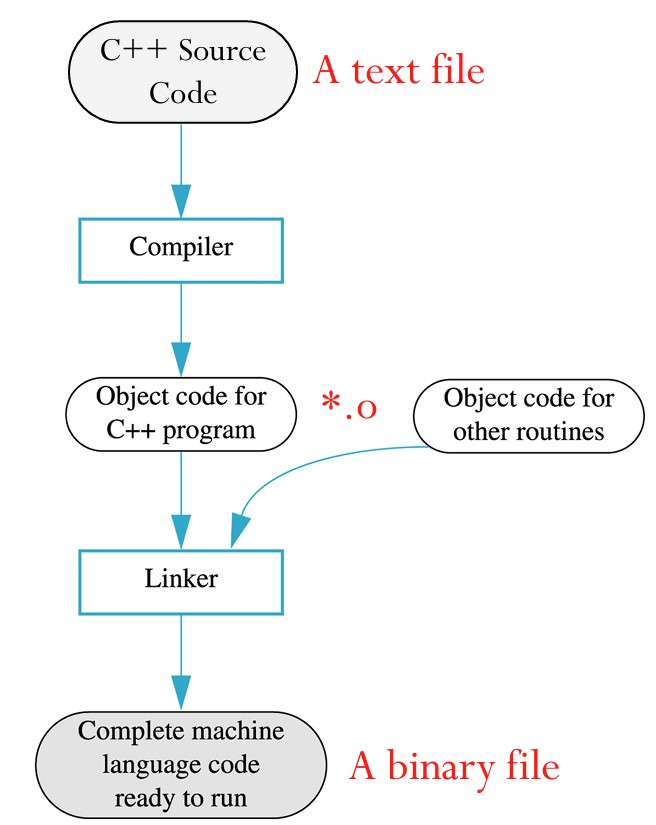 C++ Source
Code
A text file
Compiler
Object code for
C++ program
*.o
Object code for
other routines
Linker
Complete machine
language code
ready to run
A binary file